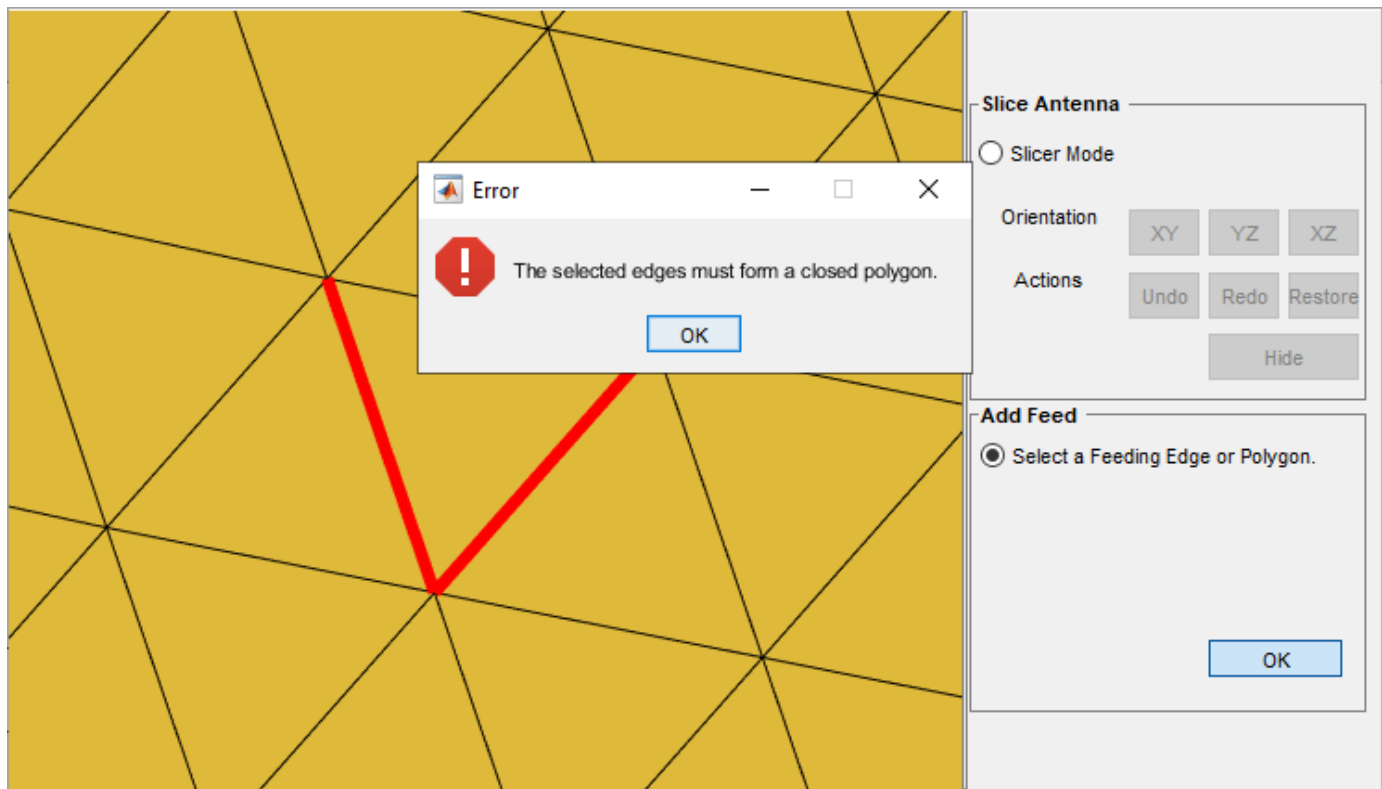 Slice Antenna
Slicer Mode
Error
Orientation
XY
YZ
XZ
The selected edges must form a closed polygon.
Actions
Undo
Redo
Restore
OK
Hide
Add Feed
Select a Feeding Edge or Polygon.
OK